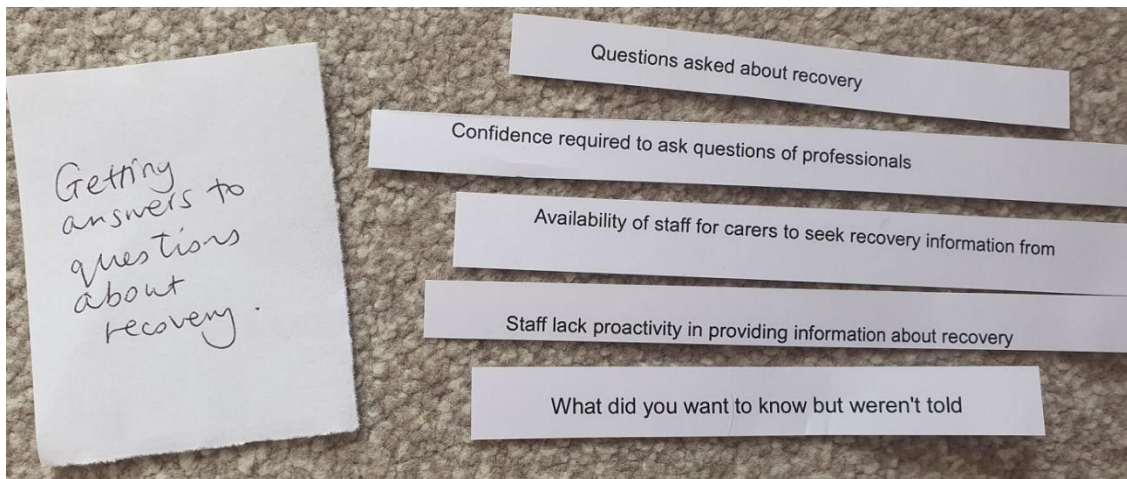 Getting
answers to
questions
about
recovery.
Questions asked about recovery
Confidence required to ask questions of professionals
Availability of staff for carers to seek recovery information from
Staff lack proactivity in providing information about recovery
What did you want to know but weren't told